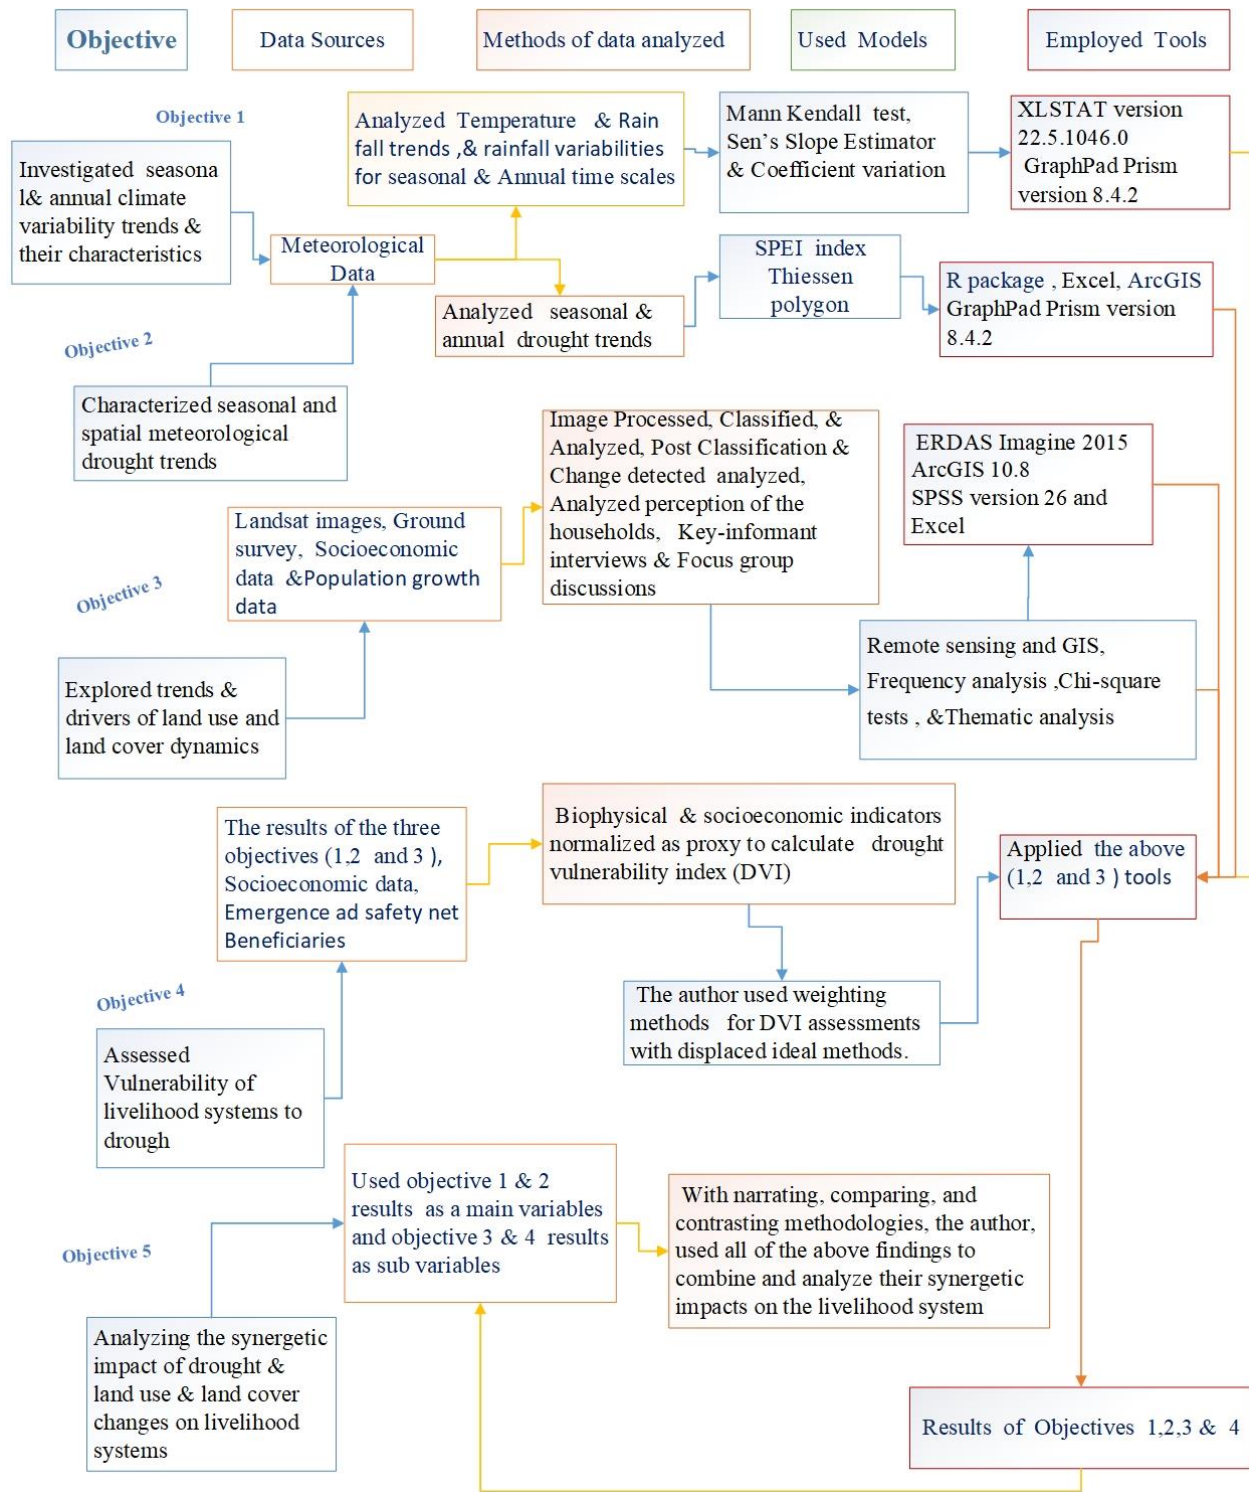 Objective
Data Sources
Methods of data analyzed
Used Models
Employed Tools
Objective 1
Investigated seasona
l& annual climate
variability trends &
their characteristics
Meteorological
Data
Analyzed Temperature & Rain
fall trends ,& rainfall variabilities
for seasonal & Annual time scales
Mann Kendall test,
Sen’s Slope Estimator
& Coefficient variation
XLSTAT version
22.5.1046.0
GraphPad Prism
version 8.4.2
Objective 2
Characterized seasonal and
spatial meteorological
drought trends
Analyzed seasonal &
annual drought trends
SPEI index
Thiessen
polygon
R package , Excel, ArcGIS
GraphPad Prism version
8.4.2
Objective 3
Explored trends &
drivers of land use and
land cover dynamics
Landsat images, Ground
survey, Socioeconomic
data &Population growth
data
Image Processed, Classified, &
Analyzed, Post Classification &
Change detected analyzed,
Analyzed perception of the
households, Key-informant
interviews & Focus group
discussions
Remote sensing and GIS,
Frequency analysis ,Chi-square
tests , &Thematic analysis
ERDAS Imagine 2015
ArcGIS 10.8
SPSS version 26 and
Excel
Objective 4
Assessed
Vulnerability of
livelihood systems to
drough
The results of the three
objectives (1,2 and 3 ),
Socioeconomic data,
Emergence ad safety net
Beneficiaries
Biophysical & socioeconomic indicators
normalized as proxy to calculate drought
vulnerability index (DVI)
The author used weighting
methods for DVI assessments
with displaced ideal methods.
Applied the above
(1,2 and 3 ) tools
Objective 5
Analyzing the synergetic
impact of drought &
land use & land cover
changes on livelihood
systems
Used objective 1 & 2
results as a main variables
and objective 3 & 4 results
as sub variables
With narrating, comparing, and
contrasting methodologies, the author,
used all of the above findings to
combine and analyze their synergetic
impacts on the livelihood system
Results of Objectives 1,2,3 & 4